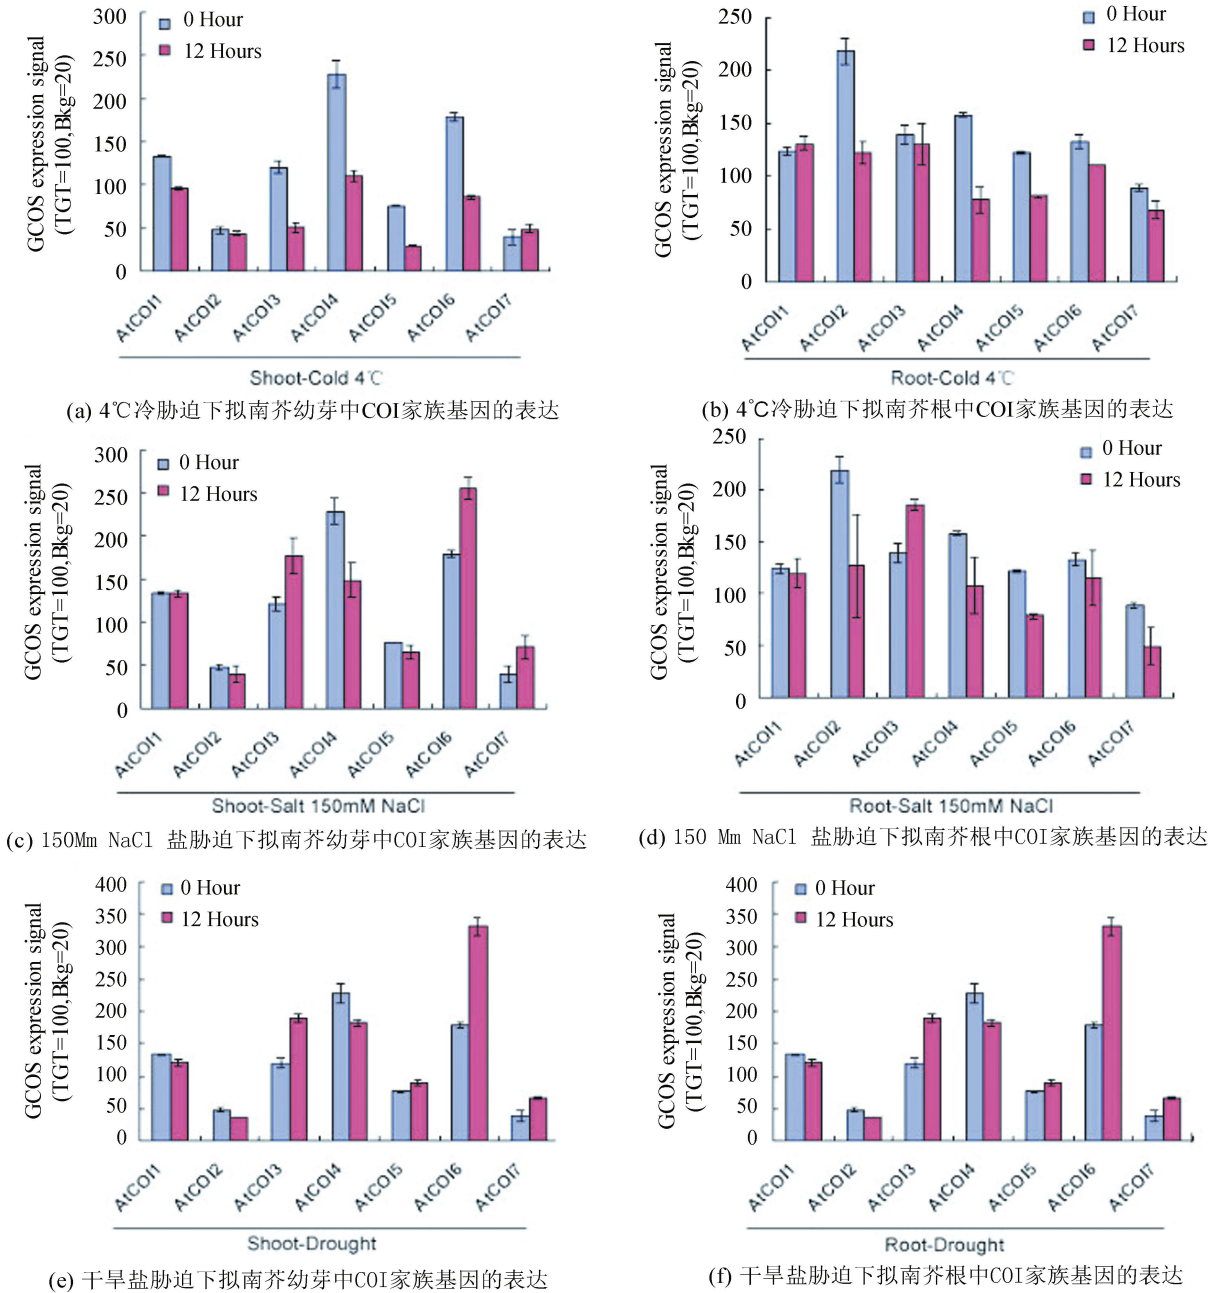 GCOS expression signal
(TGT=100,Bkg=20)
300
250
200
150
100
50
0
0 Hour
12 Hours
AtCOI1
AtCOI2
AtCOI3
AtCOI4
AtCOI5
AtCOI6
AtCOI7
Shoot-Cold 4℃
(a) 4℃冷胁迫下拟南芥幼芽中COI家族基因的表达
GCOS expression signal
(TGT=100,Bkg=20)
250
200
150
100
50
0
0 Hour
12 Hours
AtCOI1
AtCOI2
AtCOI3
AtCOI4
AtCOI5
AtCOI6
AtCOI7
Root-Cold 4℃
(b) 4℃冷胁迫下拟南芥根中COI家族基因的表达
GCOS expression signal
(TGT=100,Bkg=20)
300
250
200
150
100
50
0
0 Hour
12 Hours
AtCOI1
AtCOI2
AtCOI3
AtCOI4
AtCOI5
AtCOI6
AtCOI7
Shoot-Salt 150mM NaCl
(c) 150Mm NaCl 盐胁迫下拟南芥幼芽中COI家族基因的表达
GCOS expression signal
(TGT=100,Bkg=20)
250
200
150
100
50
0
0 Hour
12 Hours
AtCOI1
AtCOI2
AtCOI3
AtCOI4
AtCOI5
AtCOI6
AtCOI7
Root-Salt 150mM NaCl
(d) 150 Mm NaCl 盐胁迫下拟南芥根中COI家族基因的表达
GCOS expression signal
(TGT=100,Bkg=20)
400
350
300
250
200
150
100
50
0
0 Hour
12 Hours
AtCOI1
AtCOI2
AtCOI3
AtCOI4
AtCOI5
AtCOI6
AtCOI7
Shoot-Drought
(e) 干旱盐胁迫下拟南芥幼芽中COI家族基因的表达
GCOS expression signal
(TGT=100,Bkg=20)
400
350
300
250
200
150
100
50
0
0 Hour
12 Hours
AtCOI1
AtCOI2
AtCOI3
AtCOI4
AtCOI5
AtCOI6
AtCOI7
Root-Drought
(f) 干旱盐胁迫下拟南芥根中COI家族基因的表达